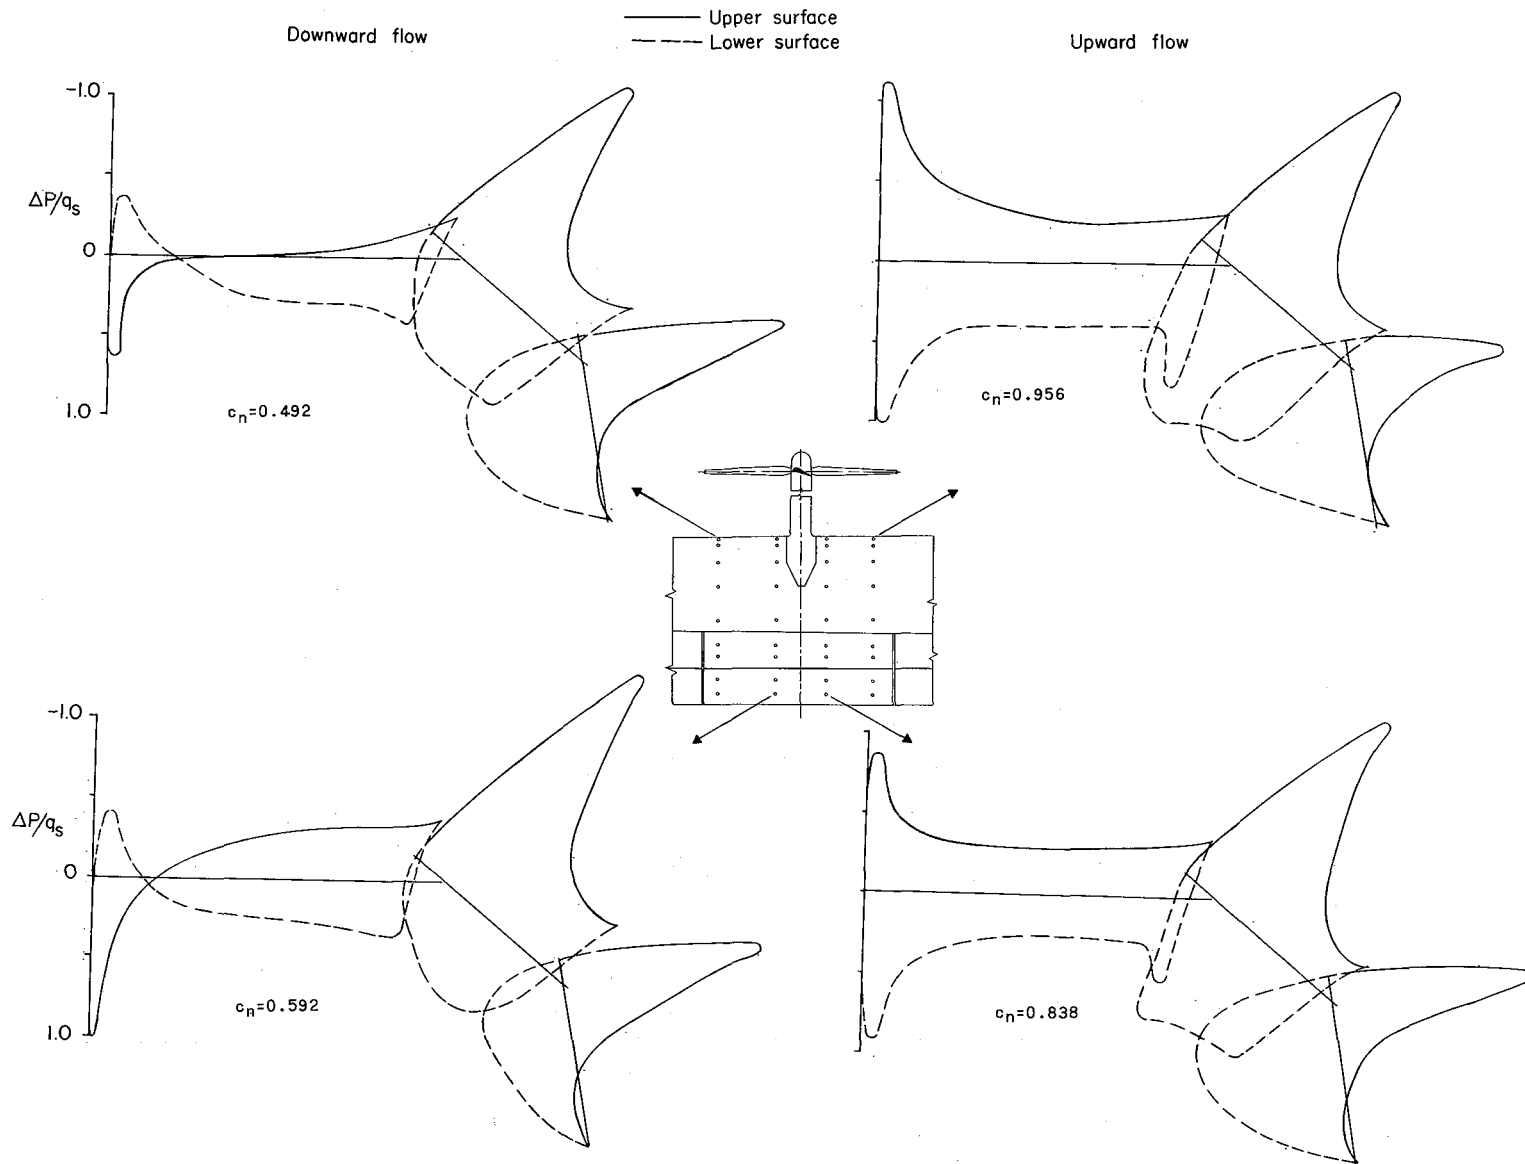 Upper surface
Downward flow
Lower surface
Upward flow
-1.0
ΔP/qs
0
1.0
cn=0.492
cn=0.956
-1.0
ΔP/qs
0
1.0
cn=0.592
cn=0.838